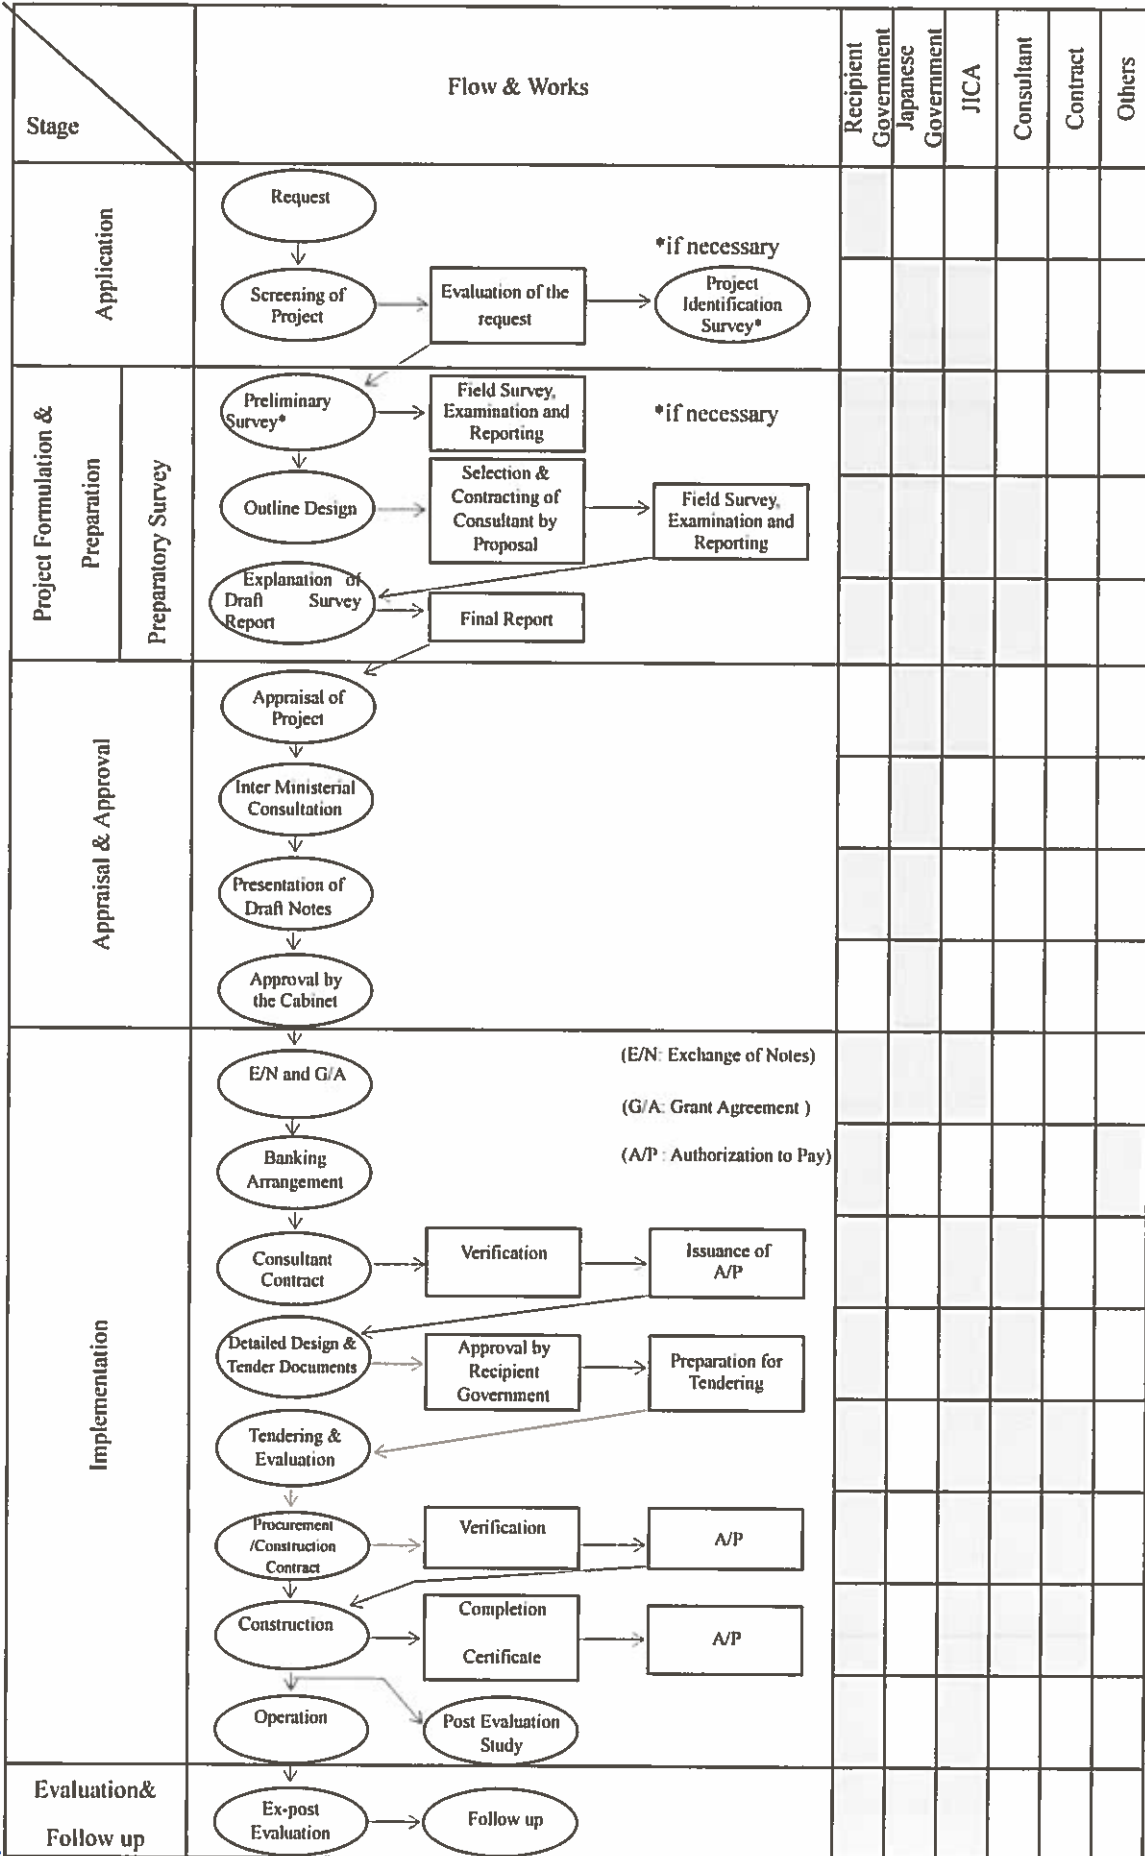 Stage
Flow & Works
Recipient
Government
Japanese
Government
JICA
Consultant
Contract
Others
Application
Request
*if necessary
Screening of
Project
Evaluation of the
request
Project
Identification
Survey*
Project Formulation &
Preparation
Preparatory Survey
Preliminary
Survey*
Field Survey,
Examination and
Reporting
*if necessary
Outline Design
Selection &
Contracting of
Consultant by
Proposal
Field Survey,
Examination and
Reporting
Explanation of
Draft Survey
Report
Final Report
Appraisal & Approval
Appraisal of
Project
Inter Ministerial
Consultation
Presentation of
Draft Notes
Approval by
the Cabinet
Implementation
E/N and G/A
(E/N: Exchange of Notes)
(G/A: Grant Agreement )
(A/P : Authorization to Pay)
Banking
Arrangement
Consultant
Contract
Verification
Issuance of
A/P
Detailed Design &
Tender Documents
Approval by
Recipient
Government
Preparation for
Tendering
Tendering &
Evaluation
Procurement
/Construction
Contract
Verification
A/P
Construction
Completion
Certificate
A/P
Operation
Post Evaluation
Study
Evaluation&
Follow up
Ex-post
Evaluation
Follow up